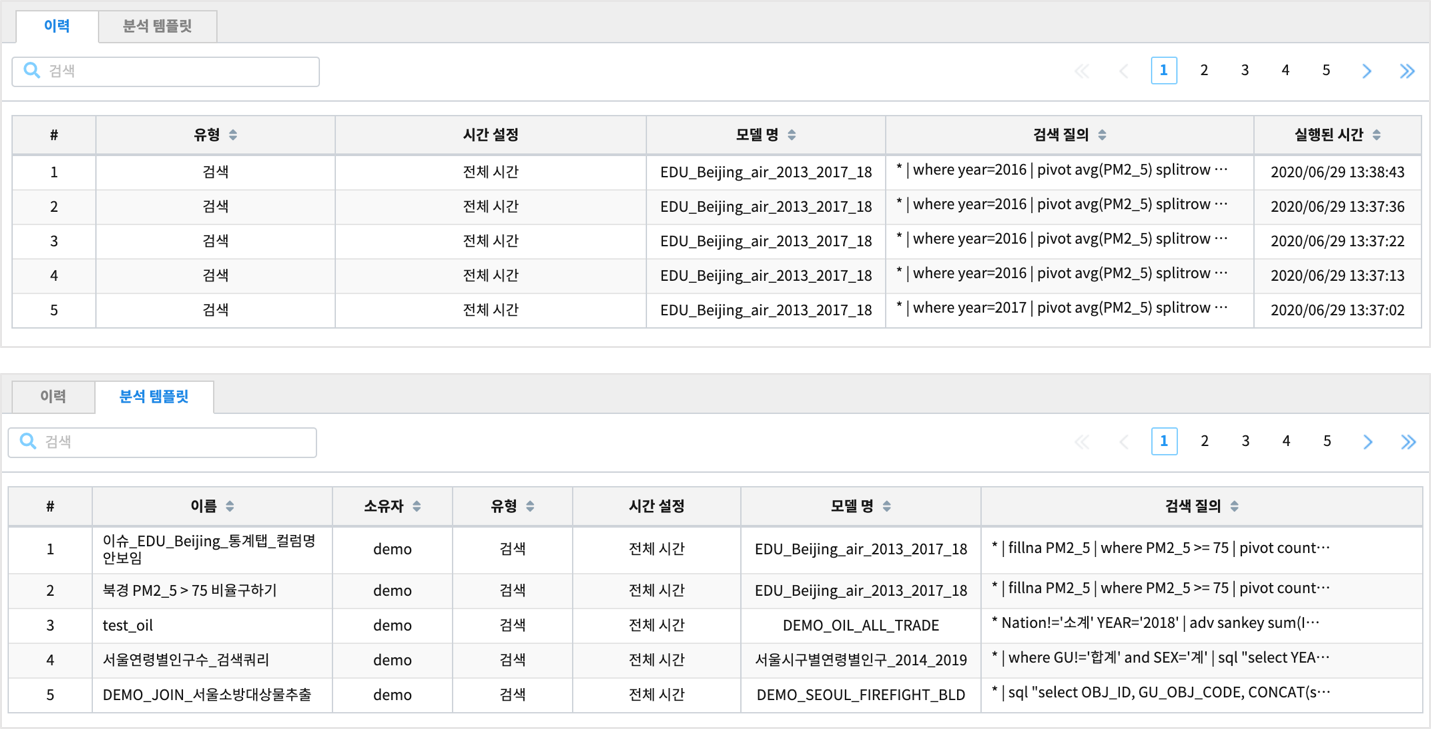 이력 분석 템플릿
검색 1 2 3 4 5
# 유형 시간 설정 모델 명 검색 질의 실행된 시간
1 검색 전체 시간 EDU_Beijing_air_2013_2017_18 * | where year=2016 | pivot avg(PM2_5) splitrow ⋯ 2020/06/29 13:38:43
2 검색 전체 시간 EDU_Beijing_air_2013_2017_18 * | where year=2016 | pivot avg(PM2_5) splitrow ⋯ 2020/06/29 13:37:36
3 검색 전체 시간 EDU_Beijing_air_2013_2017_18 * | where year=2016 | pivot avg(PM2_5) splitrow ⋯ 2020/06/29 13:37:22
4 검색 전체 시간 EDU_Beijing_air_2013_2017_18 * | where year=2016 | pivot avg(PM2_5) splitrow ⋯ 2020/06/29 13:37:13
5 검색 전체 시간 EDU_Beijing_air_2013_2017_18 * | where year=2017 | pivot avg(PM2_5) splitrow ⋯ 2020/06/29 13:37:02
이력 분석 템플릿
검색 1 2 3 4 5
# 이름 소유자 유형 시간 설정 모델 명 검색 질의
1 이슈_EDU_Beijing_통계탭_컬럼명 demo 검색 전체 시간 EDU_Beijing_air_2013_2017_18 * | fillna PM2_5 | where PM2_5 >= 75 | pivot count⋯
안보임
2 북경 PM2_5 > 75 비율구하기 demo 검색 전체 시간 EDU_Beijing_air_2013_2017_18 * | fillna PM2_5 | where PM2_5 >= 75 | pivot count⋯
3 test_oil demo 검색 전체 시간 DEMO_OIL_ALL_TRADE * Nation!='소계' YEAR='2018' | adv sankey sum(I⋯
4 서울연령별인구수_검색쿼리 demo 검색 전체 시간 서울시구별연령별인구_2014_2019 * | where GU!='합계' and SEX='계' | sql "select YEA⋯
5 DEMO_JOIN_서울소방대상물추출 demo 검색 전체 시간 DEMO_SEOUL_FIREFIGHT_BLD * | sql "select OBJ_ID, GU_OBJ_CODE, CONCAT(s⋯